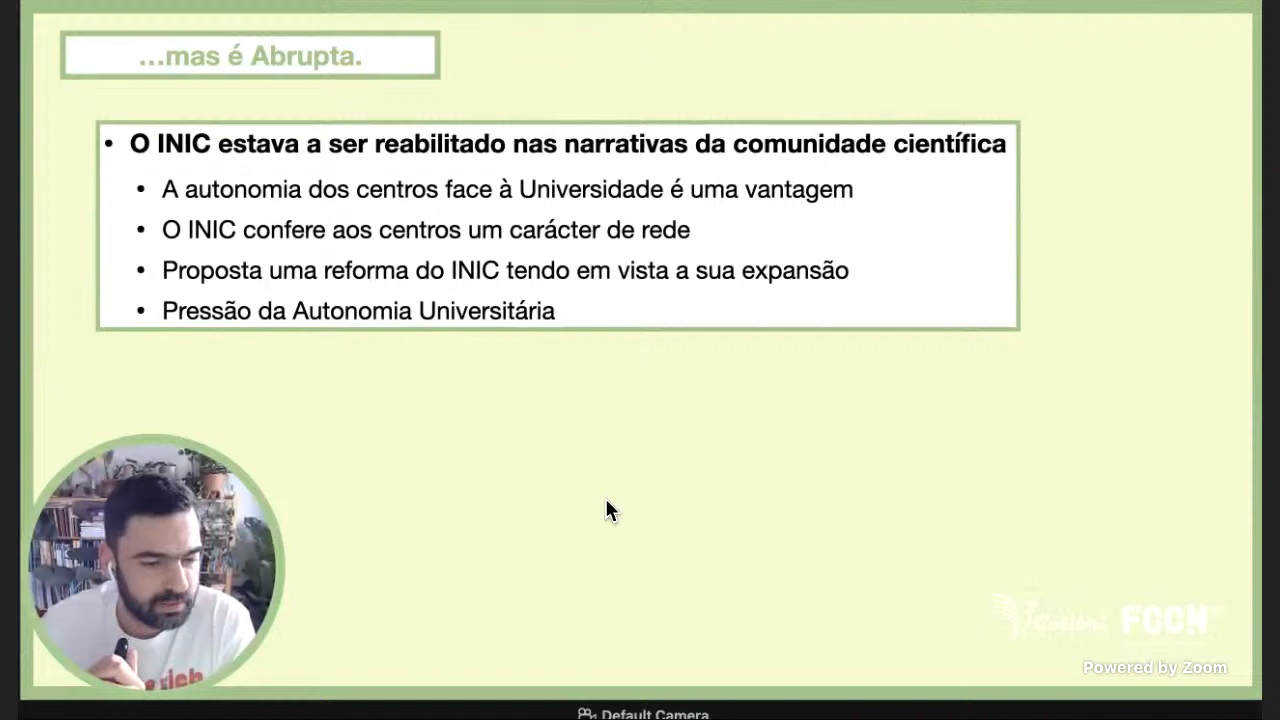 ...mas é Abrupta.
• O INIC estava a ser reabilitado nas narrativas da comunidade científica
• A autonomia dos centros face à Universidade é uma vantagem
• O INIC confere aos centros um carácter de rede
• Proposta uma reforma do INIC tendo em vista a sua expansão
• Pressão da Autonomia Universitária
Colibri FCCN
Powered by Zoom
Default Camera